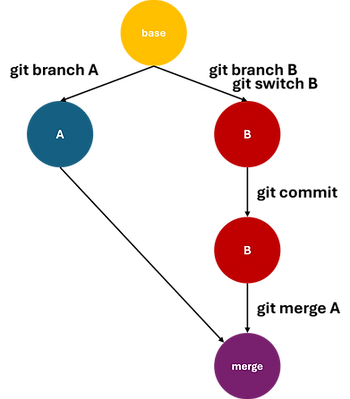 base
git branch A
git branch B
git switch B
A
B
git commit
B
git merge A
merge